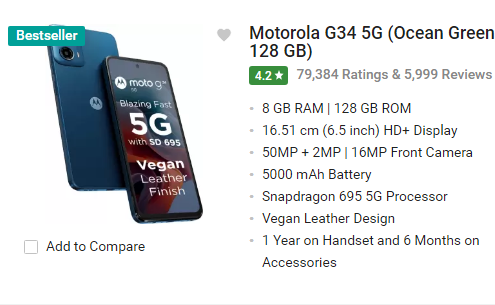 Bestseller
moto g34
5G
Blazing Fast
5G
with SD 695
Vegan
Leather
Finish
Add to Compare
Motorola G34 5G (Ocean Green
128 GB)
4.2★
79,384 Ratings & 5,999 Reviews
8 GB RAM | 128 GB ROM
16.51 cm (6.5 inch) HD+ Display
50MP + 2MP | 16MP Front Camera
5000 mAh Battery
Snapdragon 695 5G Processor
Vegan Leather Design
1 Year on Handset and 6 Months on
Accessories